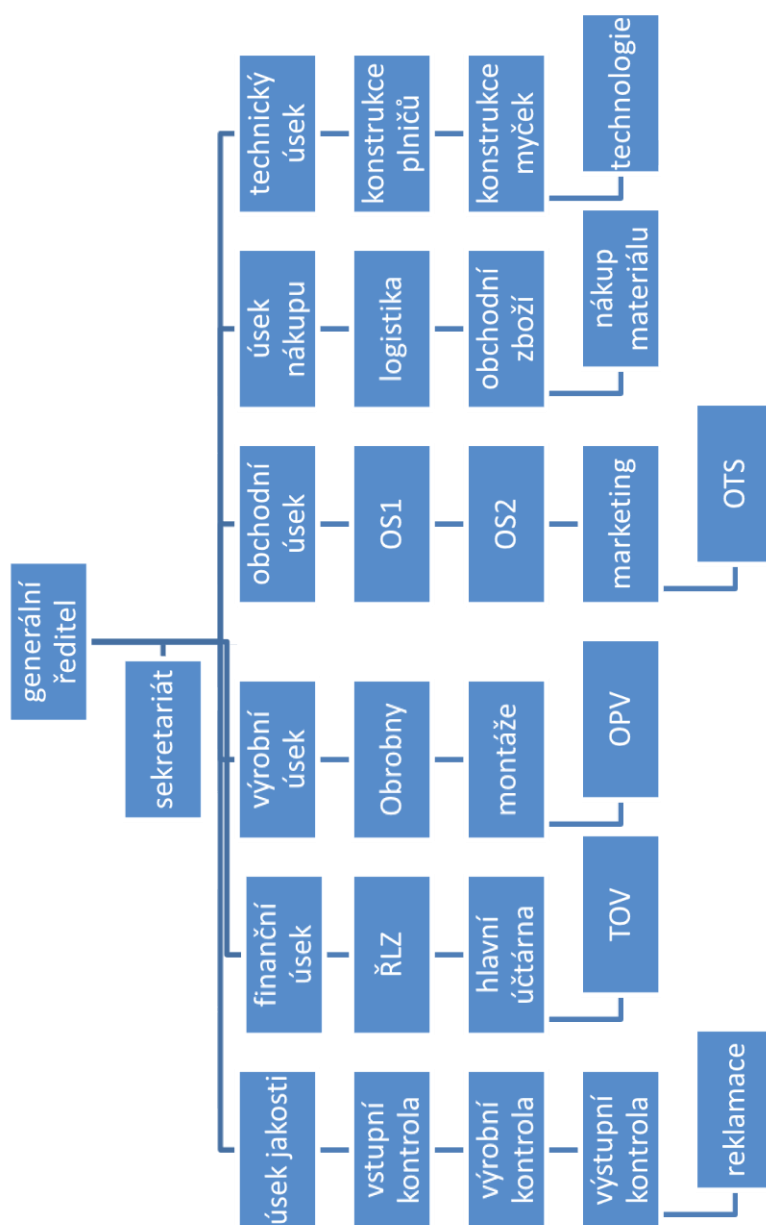 generální
ředitel
sekretariát
úsek jakosti
vstupní
kontrola
výrobní
kontrola
výstupní
kontrola
reklamace
finanční
úsek
ŘLZ
hlavní
účtárna
TOV
výrobní
úsek
Obrobny
montáže
OPV
obchodní
úsek
OS1
OS2
marketing
OTS
úsek
nákupu
logistika
obchodní
zboží
nákup
materiálu
technický
úsek
konstrukce
plničů
konstrukce
myček
technologie